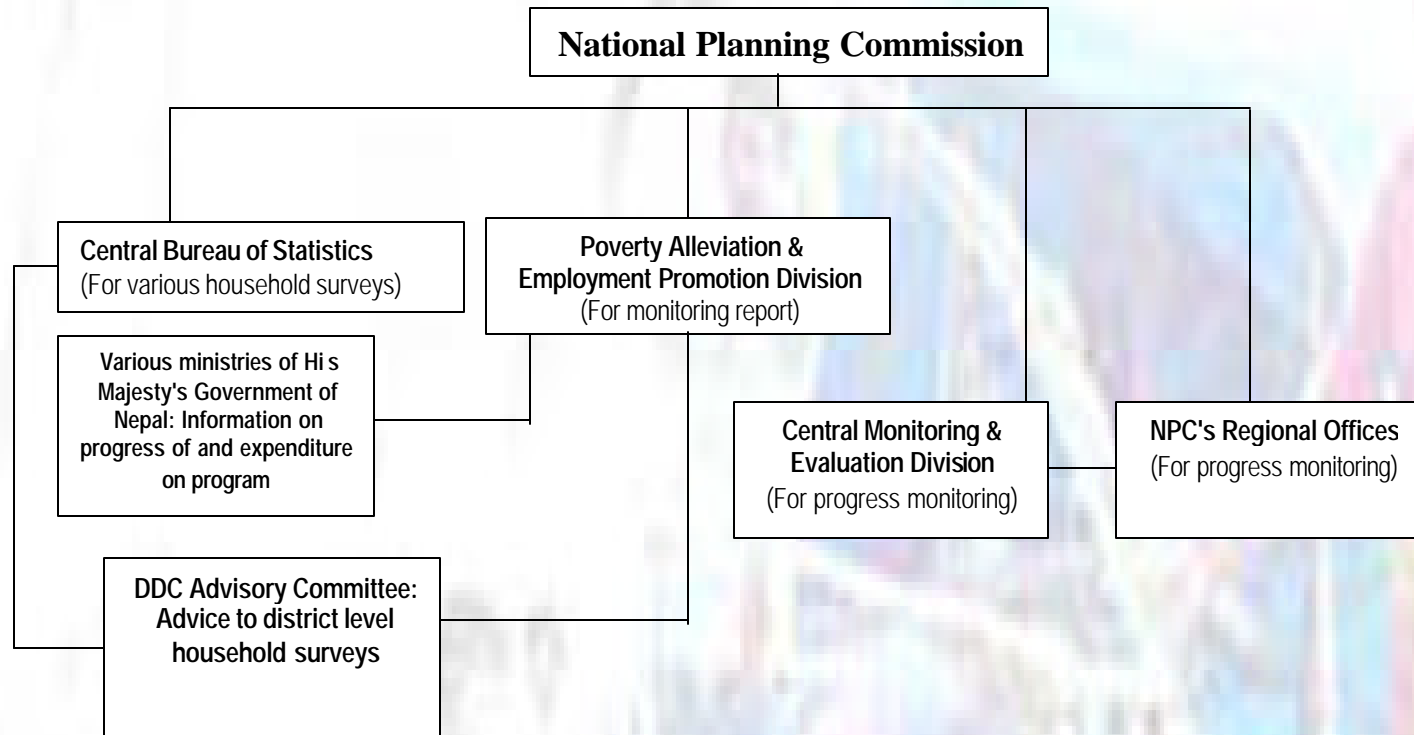 National Planning Commission
Central Bureau of Statistics
(For various household surveys)
Poverty Alleviation &
Employment Promotion Division
(For monitoring report)
Various ministries of His
Majesty's Government of
Nepal: Information on
progress of and expenditure
on program
Central Monitoring &
Evaluation Division
(For progress monitoring)
NPC's Regional Offices
(For progress monitoring)
DDC Advisory Committee:
Advice to district level
household surveys